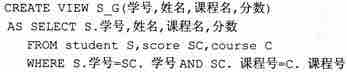 CREATE VIEW S_G(学号,姓名,课程名,分数)
AS SELECT S.学号,姓名,课程名,分数
FROM student S,score SC,course C
WHERE S.学号=SC. 学号 AND SC. 课程号=C. 课程号